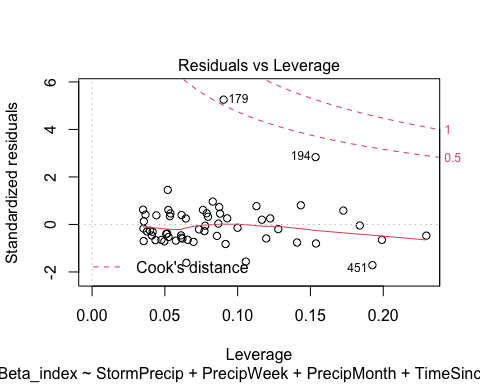 Residuals vs Leverage
Standardized residuals
6
4
2
0
-2
179
194
451
1
0.5
Cook's distance
0.00 0.05 0.10 0.15 0.20
Leverage
Beta_index ~ StormPrecip + PrecipWeek + PrecipMonth + TimeSinc